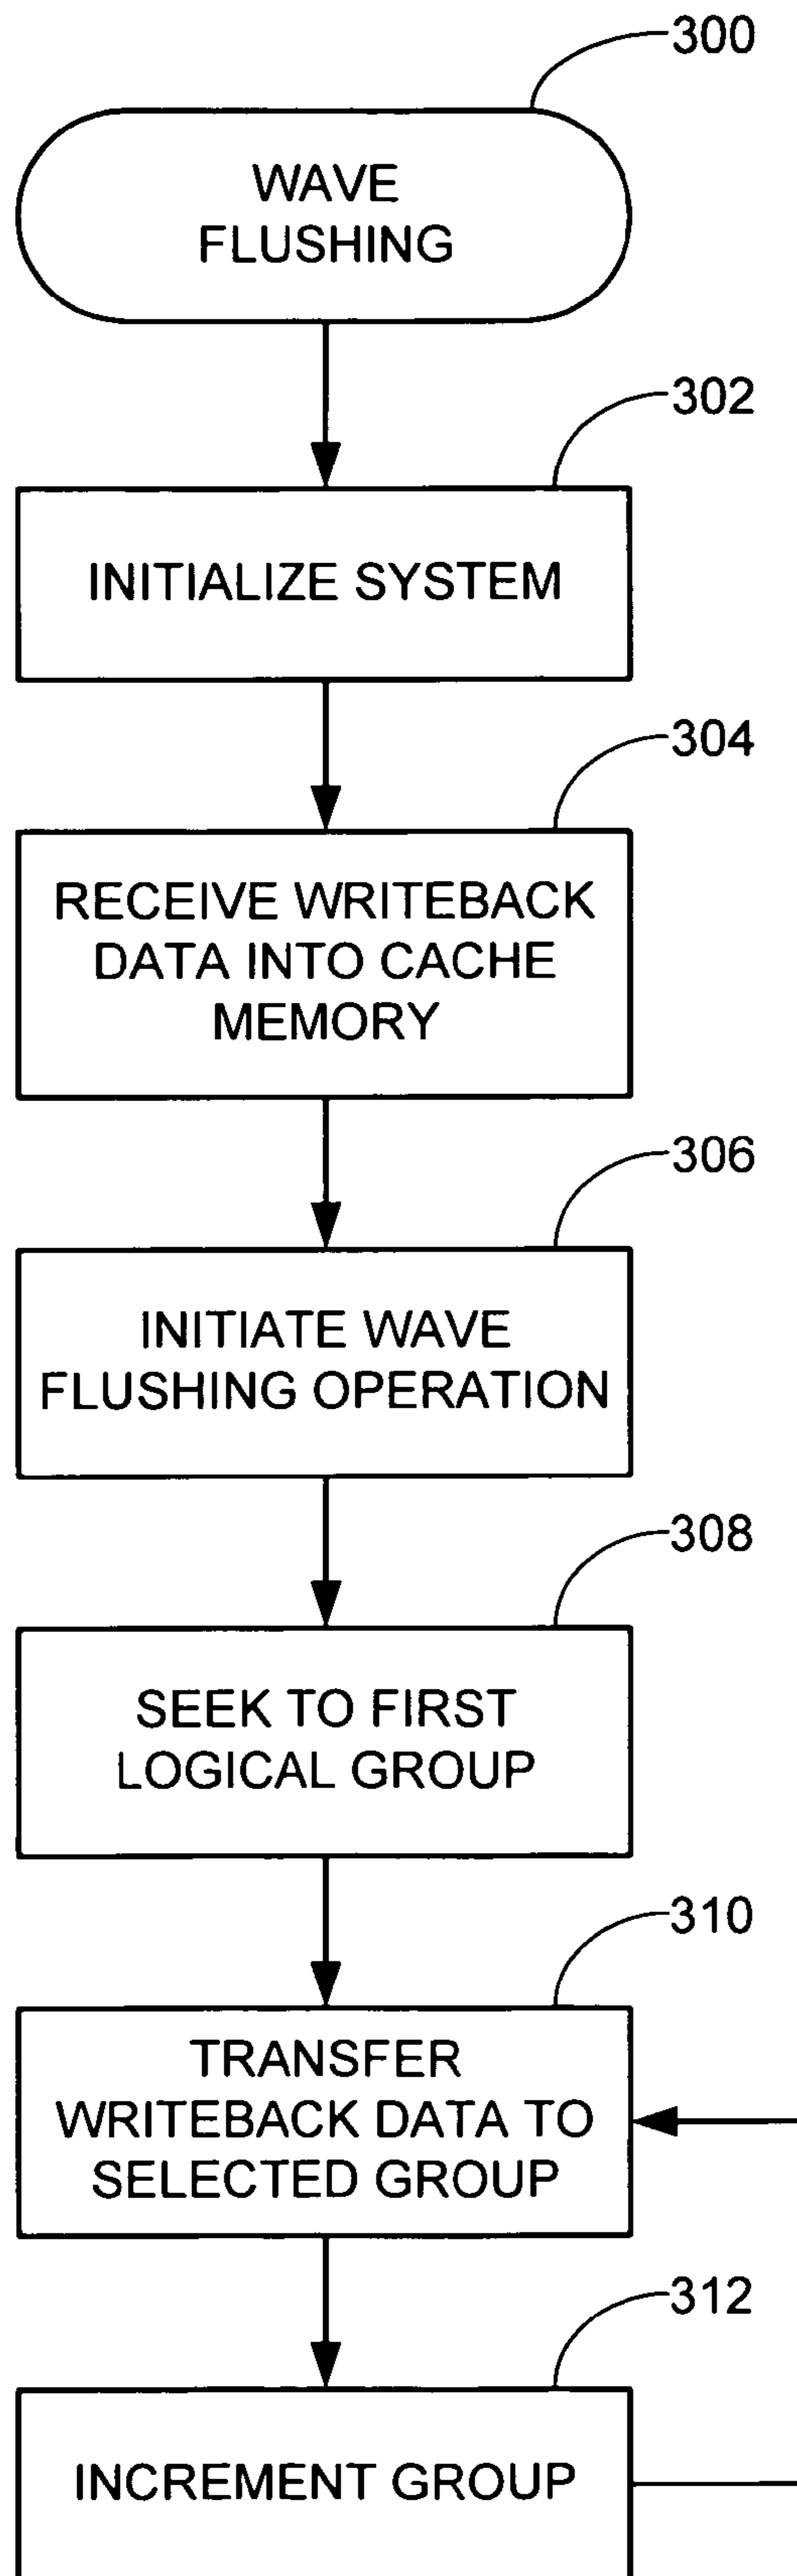 300
WAVE
FLUSHING
302
INITIALIZE SYSTEM
304
RECEIVE WRITEBACK
DATA INTO CACHE
MEMORY
306
INITIATE WAVE
FLUSHING OPERATION
308
SEEK TO FIRST
LOGICAL GROUP
310
TRANSFER
WRITEBACK DATA TO
SELECTED GROUP
312
INCREMENT GROUP